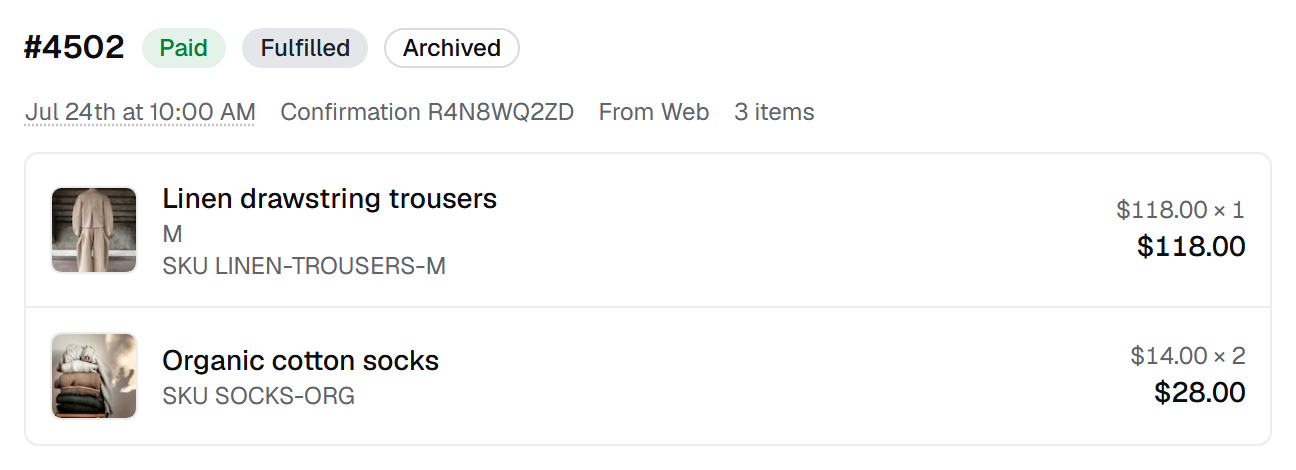 #4502 Paid Fulfilled Archived
Jul 24th at 10:00 AM Confirmation R4N8WQ2ZD From Web 3 items
Linen drawstring trousers
M
SKU LINEN-TROUSERS-M
$118.00 × 1
$118.00
Organic cotton socks
SKU SOCKS-ORG
$14.00 × 2
$28.00